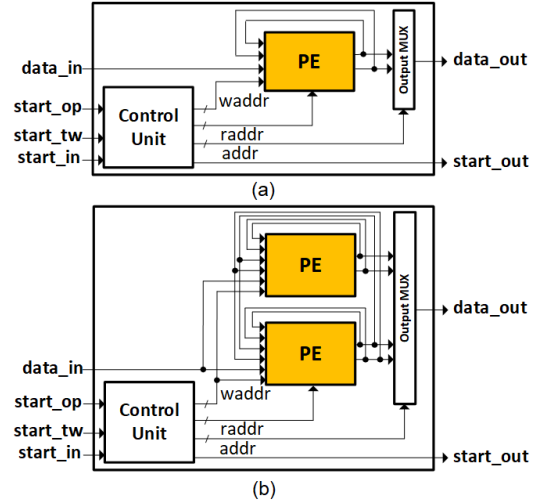 PE
Output MUX
data_in
data_out
start_op
waddr
Control
Unit
start_tw
raddr
start_in
addr
start_out
(a)
PE
Output MUX
data_out
PE
data_in
waddr
start_op
Control
Unit
raddr
start_tw
addr
start_in
start_out
(b)